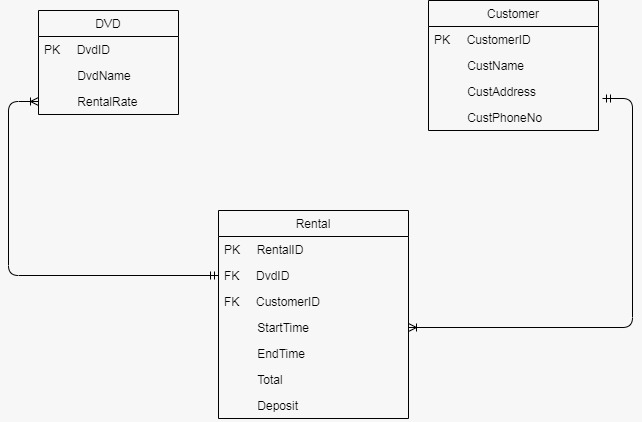 DVD
PK DvdID
DvdName
RentalRate
Customer
PK CustomerID
CustName
CustAddress
CustPhoneNo
Rental
PK RentalID
FK DvdID
FK CustomerID
StartTime
EndTime
Total
Deposit